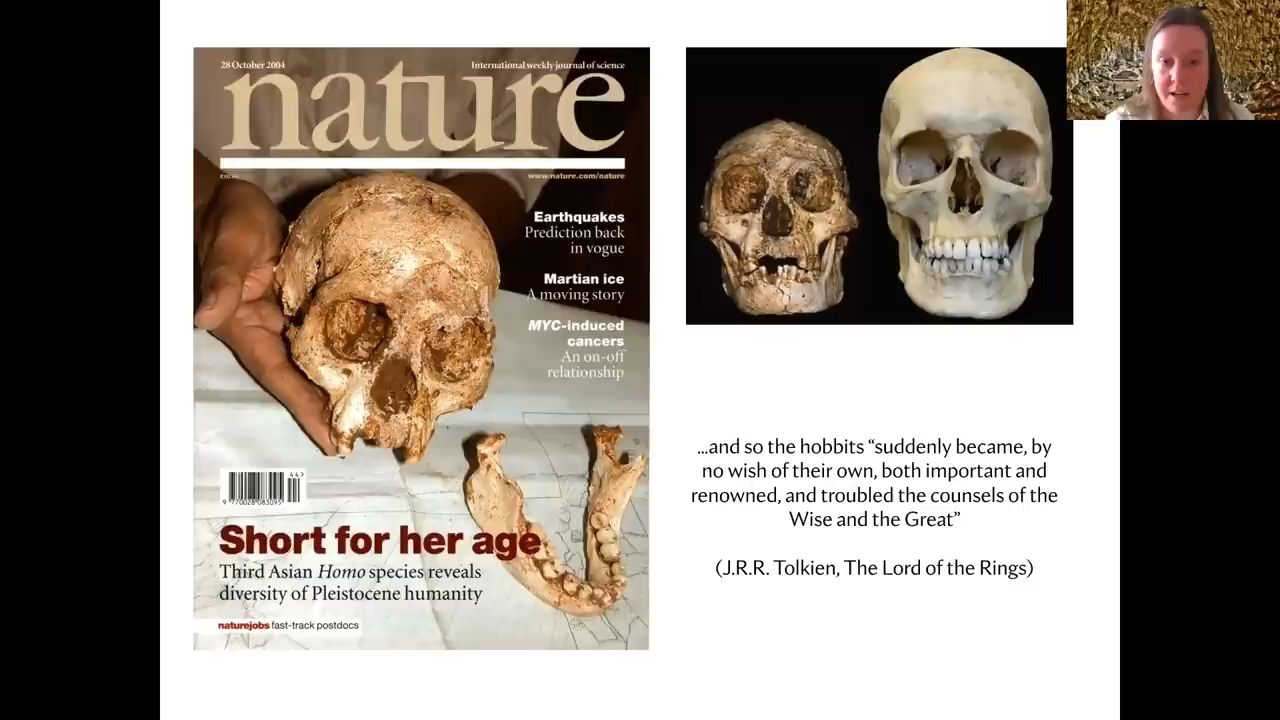 28 October 2004
International weekly journal of science
nature
www.nature.com/nature
Earthquakes
Prediction back
in vogue
Martian ice
A moving story
MYC-induced
cancers
An on-off
relationship
Short for her age
Third Asian Homo species reveals
diversity of Pleistocene humanity
naturejobs fast-track postdocs
...and so the hobbits “suddenly became, by
no wish of their own, both important and
renowned, and troubled the counsels of the
Wise and the Great”
(J.R.R. Tolkien, The Lord of the Rings)